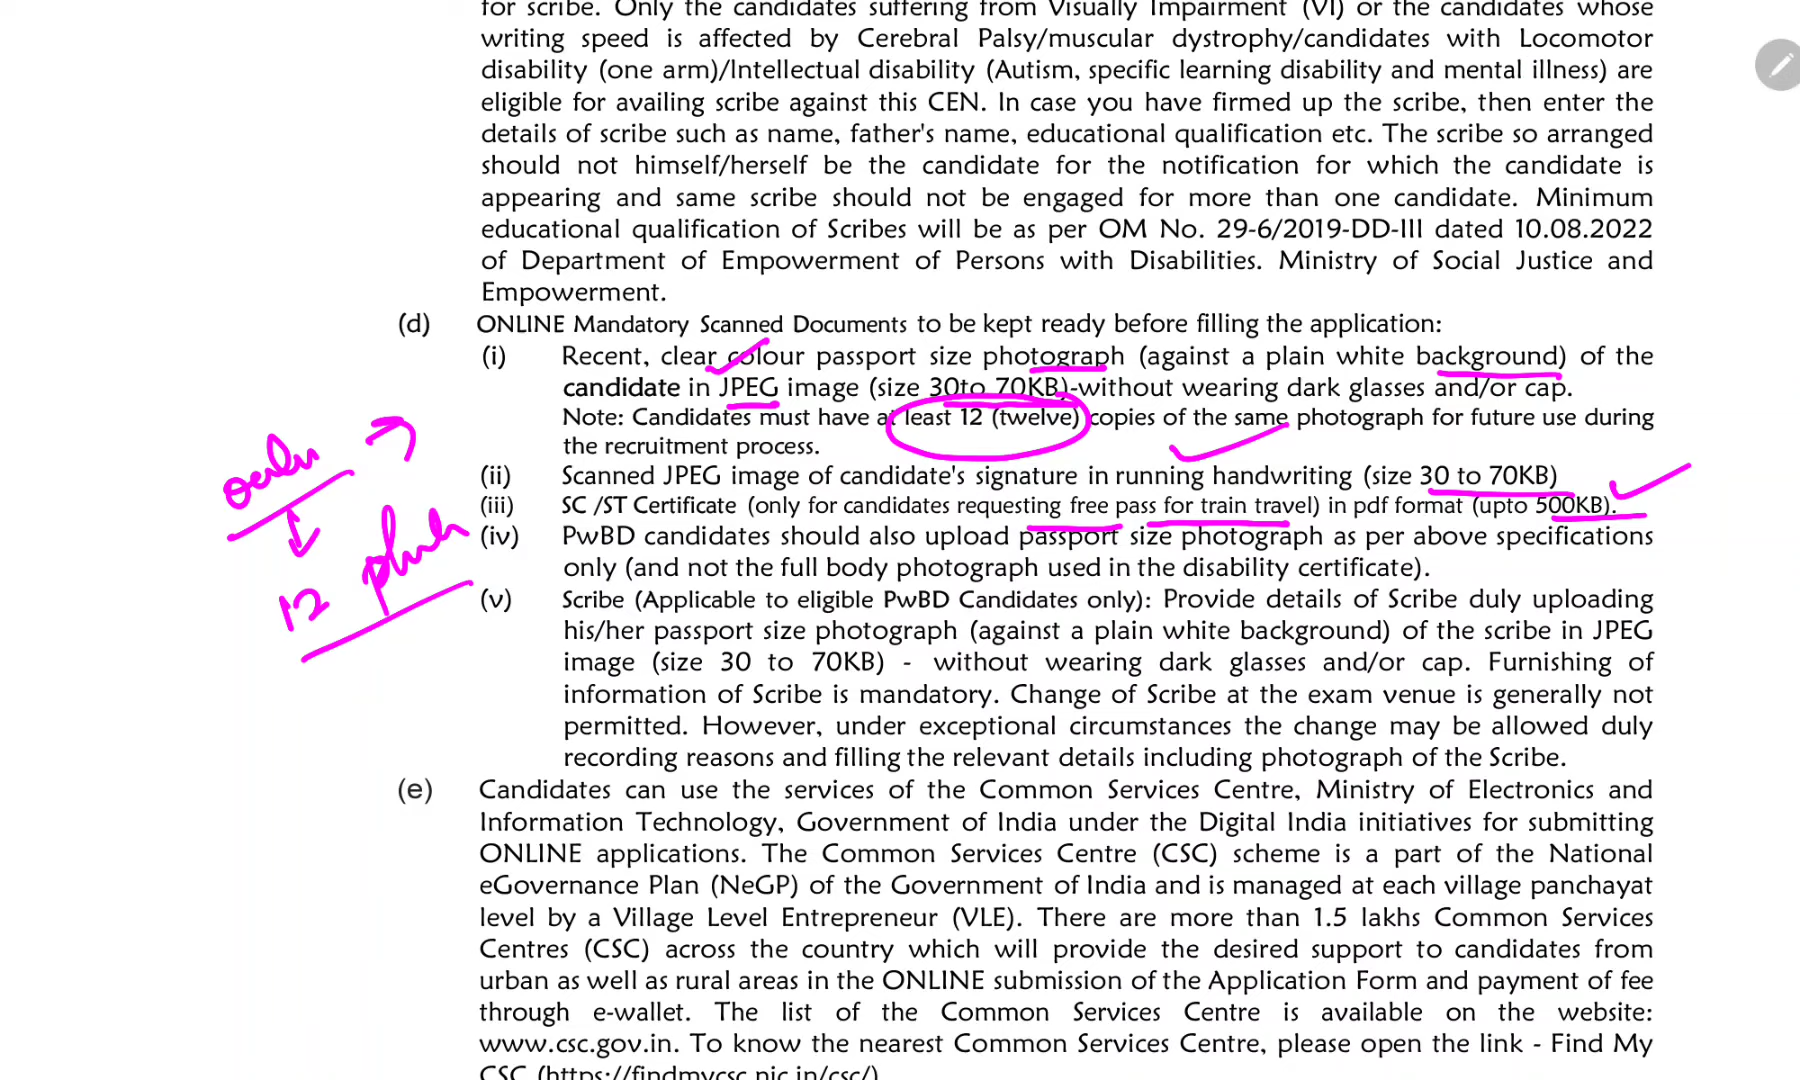 for scribe. Only the candidates suffering from Visually Impairment (VI) or the candidates whose
writing speed is affected by Cerebral Palsy/muscular dystrophy/candidates with Locomotor
disability (one arm)/Intellectual disability (Autism, specific learning disability and mental illness) are
eligible for availing scribe against this CEN. In case you have firmed up the scribe, then enter the
details of scribe such as name, father's name, educational qualification etc. The scribe so arranged
should not himself/herself be the candidate for the notification for which the candidate is
appearing and same scribe should not be engaged for more than one candidate. Minimum
educational qualification of Scribes will be as per OM No. 29-6/2019-DD-III dated 10.08.2022
of Department of Empowerment of Persons with Disabilities. Ministry of Social Justice and
Empowerment.
(d) ONLINE Mandatory Scanned Documents to be kept ready before filling the application:
(i) Recent, clear colour passport size photograph (against a plain white background) of the
candidate in JPEG image (size 30to 70KB)-without wearing dark glasses and/or cap.
Note: Candidates must have at least 12 (twelve) copies of the same photograph for future use during
the recruitment process.
(ii) Scanned JPEG image of candidate's signature in running handwriting (size 30 to 70KB)
(iii) SC /ST Certificate (only for candidates requesting free pass for train travel) in pdf format (upto 500KB).
(iv) PwBD candidates should also upload passport size photograph as per above specifications
only (and not the full body photograph used in the disability certificate).
12
(v) Scribe (Applicable to eligible PwBD Candidates only): Provide details of Scribe duly uploading
his/her passport size photograph (against a plain white background) of the scribe in JPEG
image (size 30 to 70KB) - without wearing dark glasses and/or cap. Furnishing of
information of Scribe is mandatory. Change of Scribe at the exam venue is generally not
permitted. However, under exceptional circumstances the change may be allowed duly
recording reasons and filling the relevant details including photograph of the Scribe.
(e) Candidates can use the services of the Common Services Centre, Ministry of Electronics and
Information Technology, Government of India under the Digital India initiatives for submitting
ONLINE applications. The Common Services Centre (CSC) scheme is a part of the National
eGovernance Plan (NeGP) of the Government of India and is managed at each village panchayat
level by a Village Level Entrepreneur (VLE). There are more than 1.5 lakhs Common Services
Centres (CSC) across the country which will provide the desired support to candidates from
urban as well as rural areas in the ONLINE submission of the Application Form and payment of fee
through e-wallet. The list of the Common Services Centre is available on the website:
www.csc.gov.in. To know the nearest Common Services Centre, please open the link - Find My
CSC (https://findmycsc.nic.in/csc/)